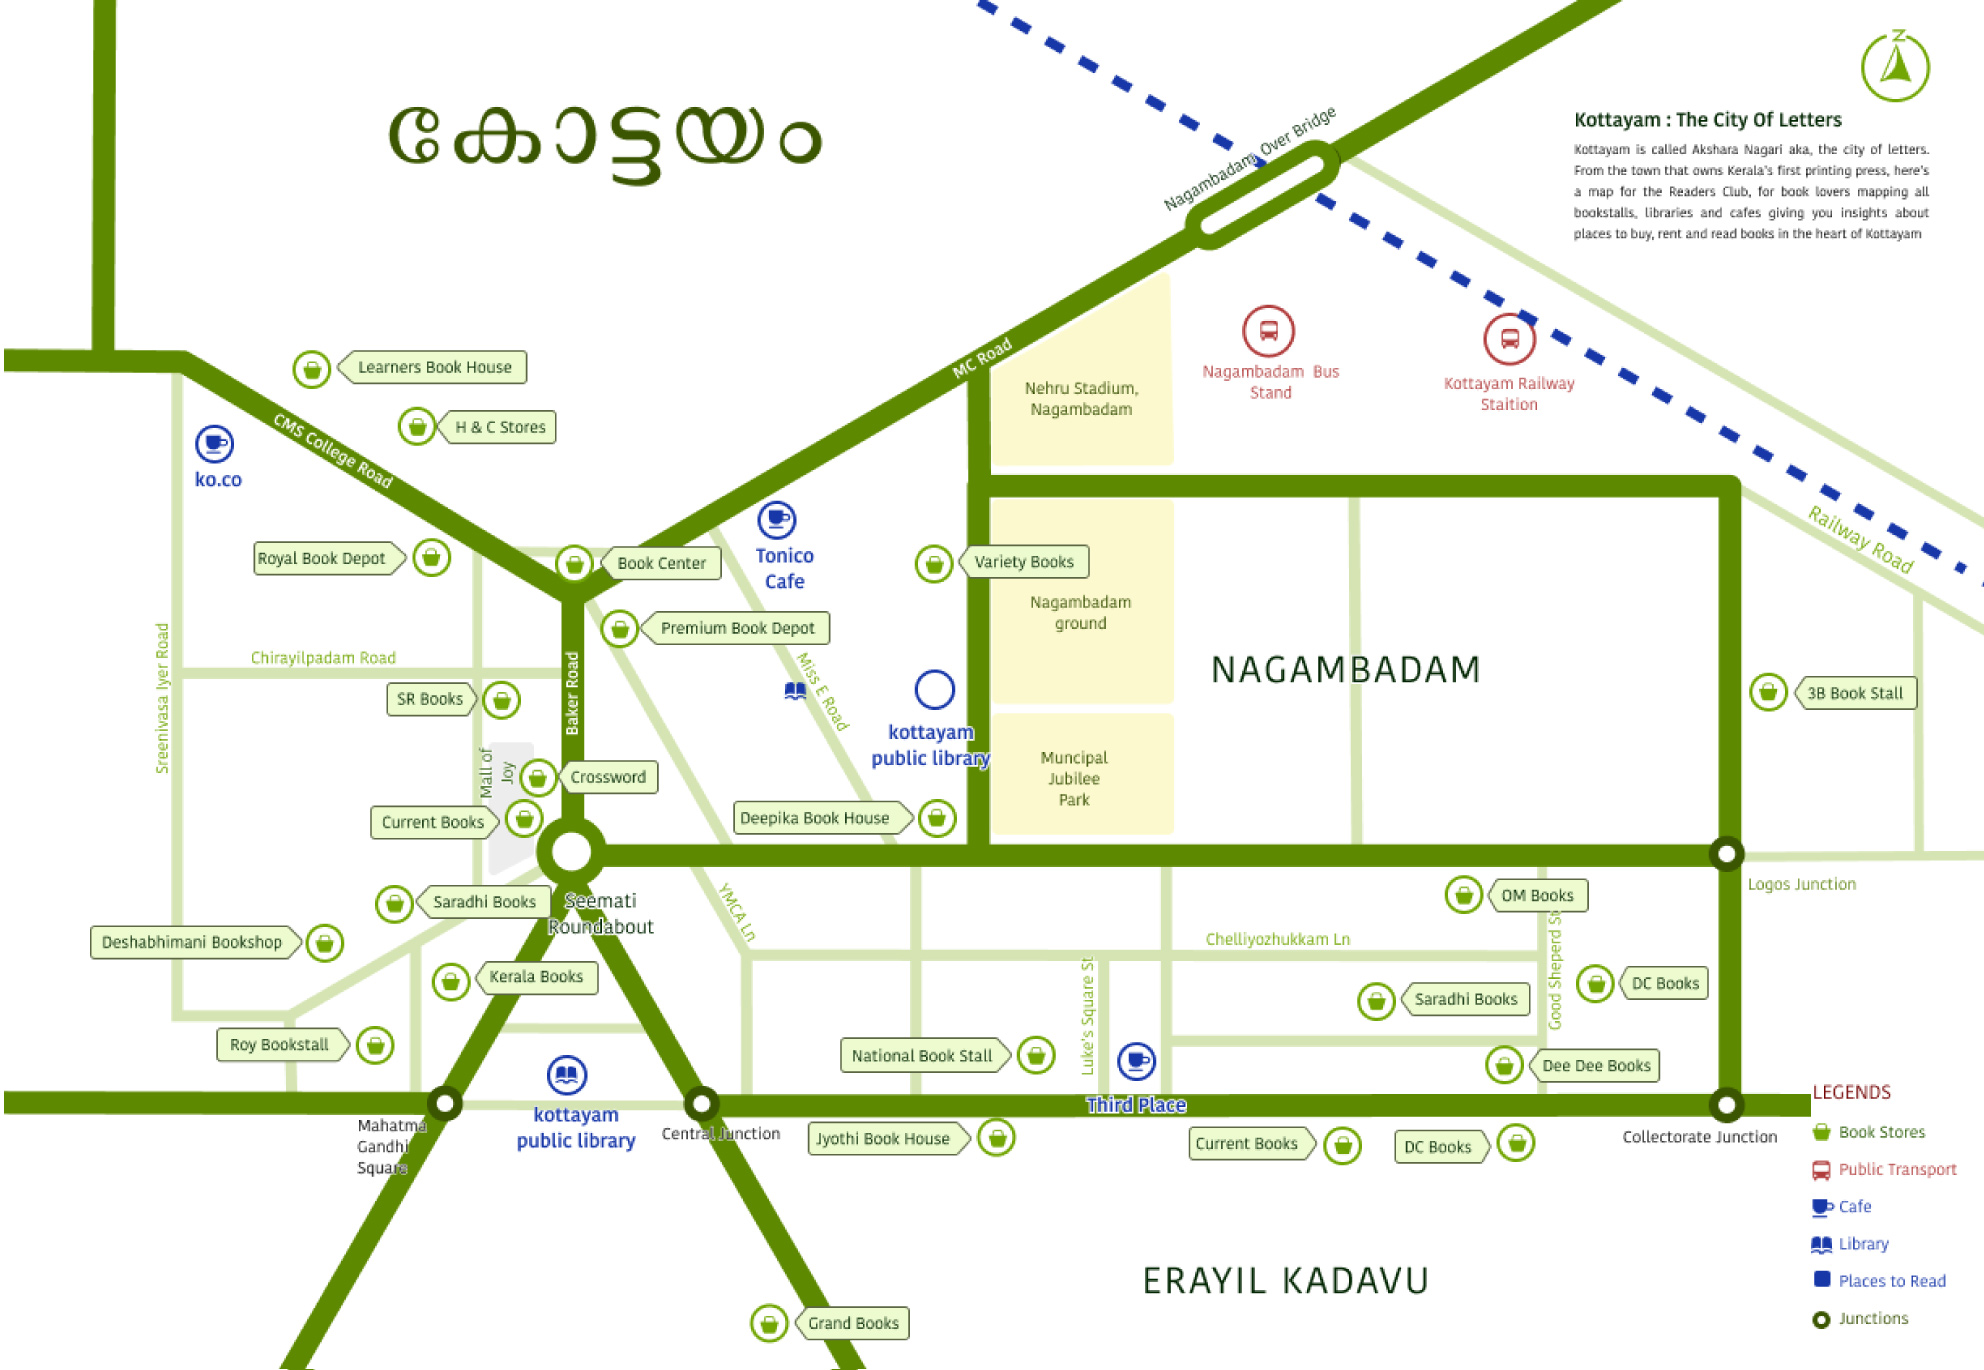 കോട്ടയം
N
Kottayam : The City Of Letters
Kottayam is called Akshara Nagari aka, the city of letters.
From the town that owns Kerala's first printing press, here's
a map for the Readers Club, for book lovers mapping all
bookstalls, libraries and cafes giving you insights about
places to buy, rent and read books in the heart of Kottayam
Nagambadam Over Bridge
MC Road
Nehru Stadium,
Nagambadam
Nagambadam Bus
Stand
Kottayam Railway
Staition
Railway Road
Learners Book House
H & C Stores
CMS College Road
ko.co
Royal Book Depot
Book Center
Tonico
Cafe
Variety Books
Nagambadam
ground
Premium Book Depot
NAGAMBADAM
Chirayilpadam Road
Sreenivasa Iyer Road
SR Books
Baker Road
Miss E Road
kottayam
public library
3B Book Stall
Muncipal
Jubilee
Park
Mall of
Joy
Crossword
Current Books
Deepika Book House
Logos Junction
Saradhi Books
Seemati
Roundabout
YMCA Ln
OM Books
Deshabhimani Bookshop
Chelliyozhukkam Ln
Good Sheperd St
Kerala Books
Luke's Square St
Saradhi Books
DC Books
Roy Bookstall
National Book Stall
Dee Dee Books
Third Place
kottayam
public library
Mahatma
Gandhi
Square
Central Junction
Jyothi Book House
Current Books
DC Books
Collectorate Junction
LEGENDS
Book Stores
Public Transport
Cafe
Library
Places to Read
Junctions
ERAYIL KADAVU
Grand Books